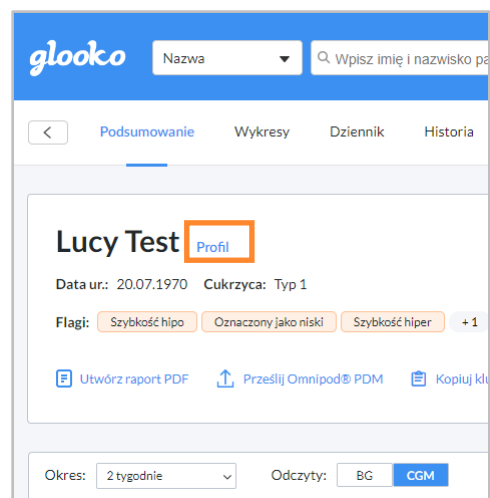 glooko Nazwa Wpisz imię i nazwisko pa
Podsumowanie Wykresy Dziennik Historia
Lucy Test Profil
Data ur.: 20.07.1970 Cukrzyca: Typ 1
Flagi: Szybkość hipo Oznaczony jako niski Szybkość hiper +1
Utwórz raport PDF Prześlij Omnipod® PDM Kopiuj klu
Okres: 2 tygodnie Odczyty: BG CGM